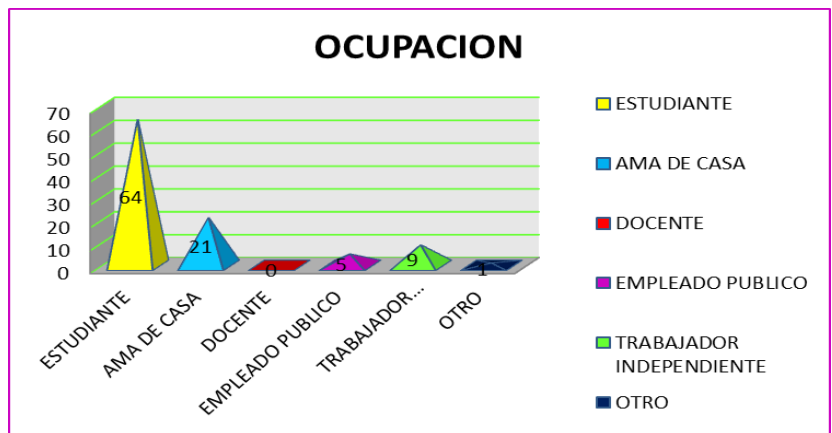 OCUPACION
70
60
50
40
30
20
10
0
64
21
0
5
9
1
ESTUDIANTE
AMA DE CASA
DOCENTE
EMPLEADO PUBLICO
TRABAJADOR...
OTRO
ESTUDIANTE
AMA DE CASA
DOCENTE
EMPLEADO PUBLICO
TRABAJADOR
INDEPENDIENTE
OTRO